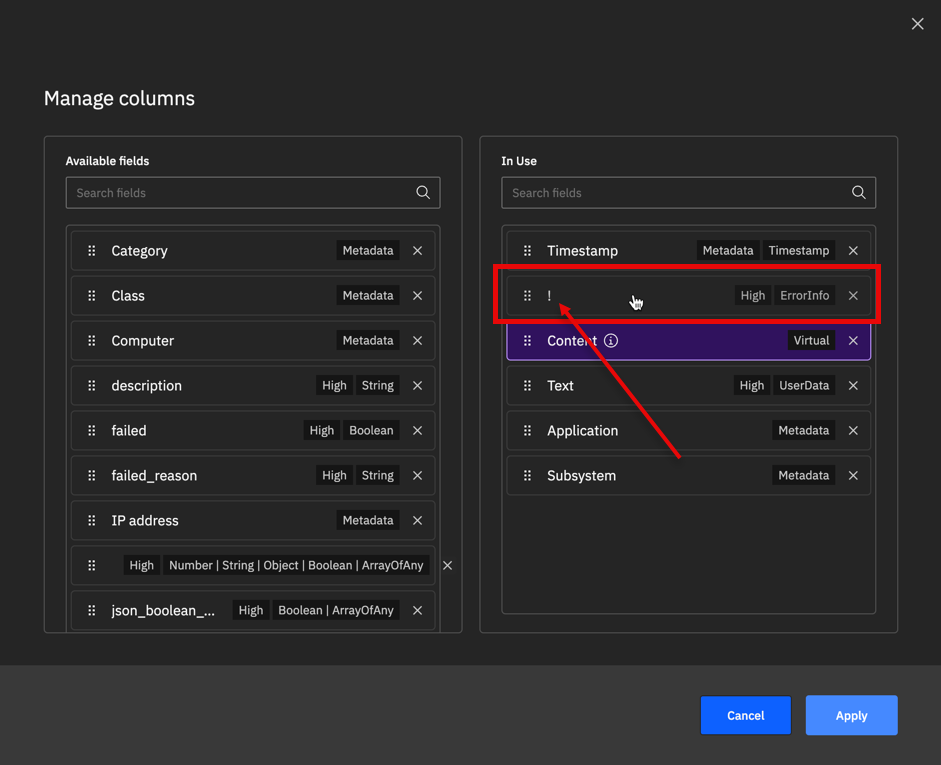 Manage columns
Available fields
Search fields
Category Metadata
Class Metadata
Computer Metadata
description High String
failed High Boolean
failed_reason High String
IP address Metadata
High Number | String | Object | Boolean | ArrayOfAny
json_boolean_... High Boolean | ArrayOfAny
In Use
Search fields
Timestamp Metadata Timestamp
! High ErrorInfo
Content Virtual
Text High UserData
Application Metadata
Subsystem Metadata
Cancel Apply